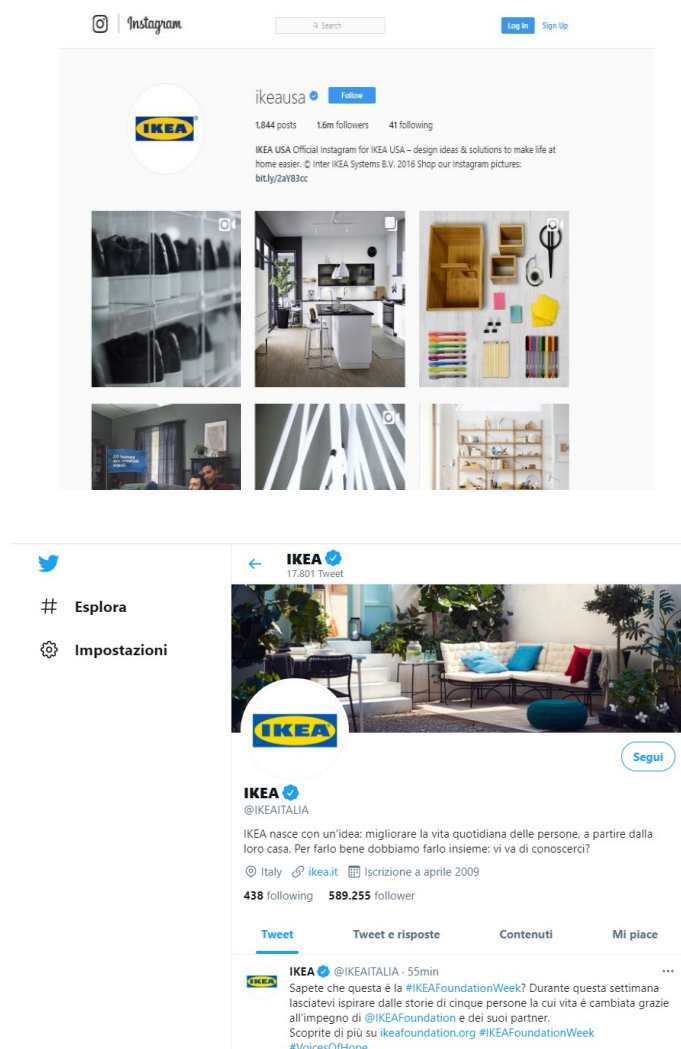 Instagram
Search
Log In
Sign Up
ikeausa
Follow
1,844 posts 1.6m followers 41 following
IKEA
IKEA USA Official Instagram for IKEA USA – design ideas & solutions to make life at
home easier. © Inter IKEA Systems B.V. 2016 Shop our Instagram pictures:
bit.ly/2aY83cc
IKEA
17.801 Tweet
Esplora
Impostazioni
IKEA
Segui
IKEA
@IKEAITALIA
IKEA nasce con un'idea: migliorare la vita quotidiana delle persone, a partire dalla
loro casa. Per farlo bene dobbiamo farlo insieme: vi va di conoscerci?
Italy ikea.it Iscrizione a aprile 2009
438 following 589.255 follower
Tweet Tweet e risposte Contenuti Mi piace
IKEA
IKEA @IKEAITALIA · 55min
Sapete che questa è la #IKEAFoundationWeek? Durante questa settimana
lasciatevi ispirare dalle storie di cinque persone la cui vita è cambiata grazie
all'impegno di @IKEAFoundation e dei suoi partner.
Scoprite di più su ikeafoundation.org #IKEAFoundationWeek
#VoicesOfHope